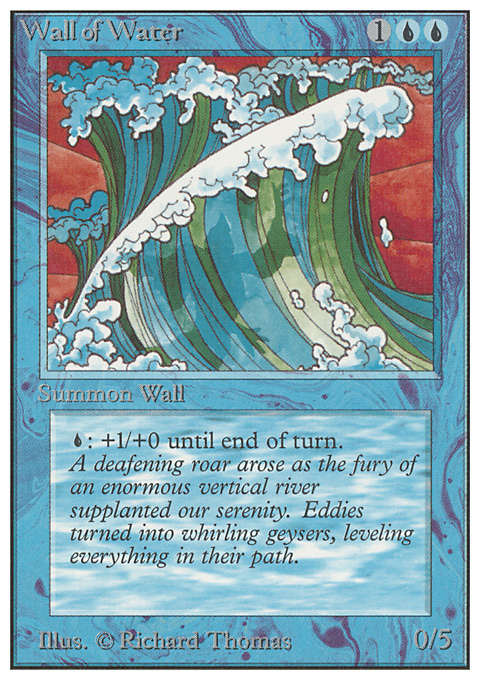 Wall of Water 1
Summon Wall
: +1/+0 until end of turn.
A deafening roar arose as the fury of
an enormous vertical river
supplanted our serenity. Eddies
turned into whirling geysers, leveling
everything in their path.
Illus. © Richard Thomas 0/5